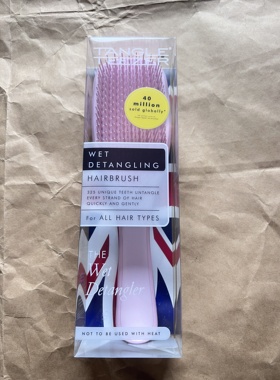 TANGLE
TEEZER
40
million
sold globally*
WET
DETANGLING
HAIRBRUSH
325 UNIQUE TEETH UNTANGLE
EVERY STRAND OF HAIR
QUICKLY AND GENTLY
For ALL HAIR TYPES
THE
Wet
Detangler
NOT TO BE USED WITH HEAT